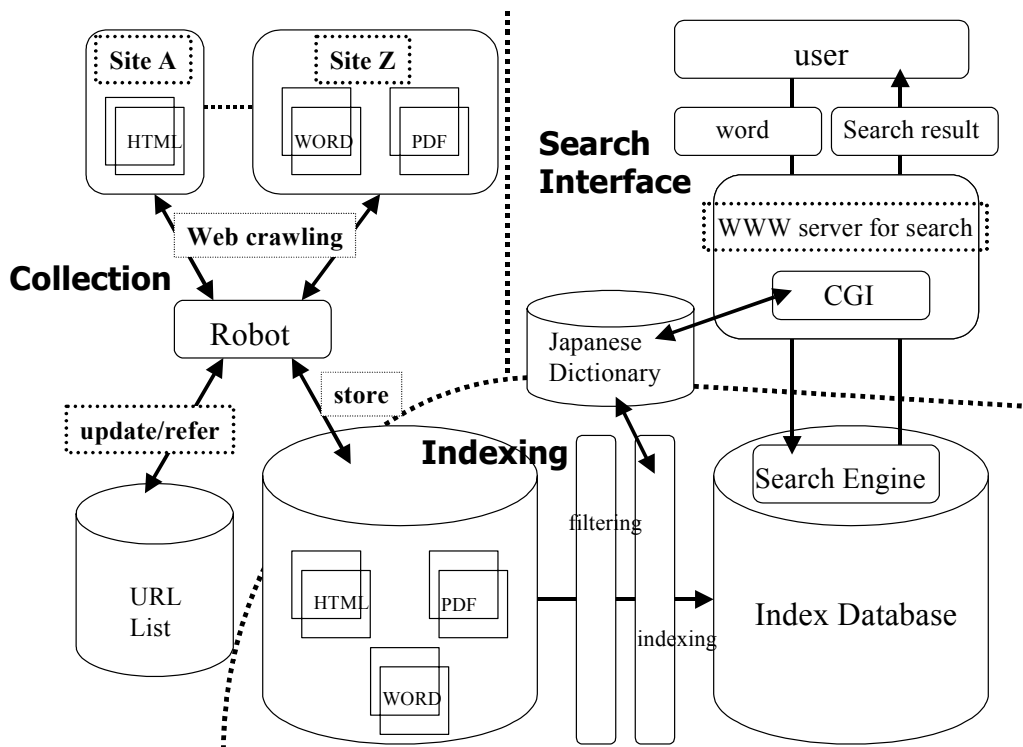 Site A
Site Z
HTML
WORD
PDF
Web crawling
Collection
Robot
update/refer
store
URL
List
user
word
Search result
Search
Interface
WWW server for search
CGI
Japanese
Dictionary
Indexing
filtering
indexing
HTML
PDF
WORD
Search Engine
Index Database